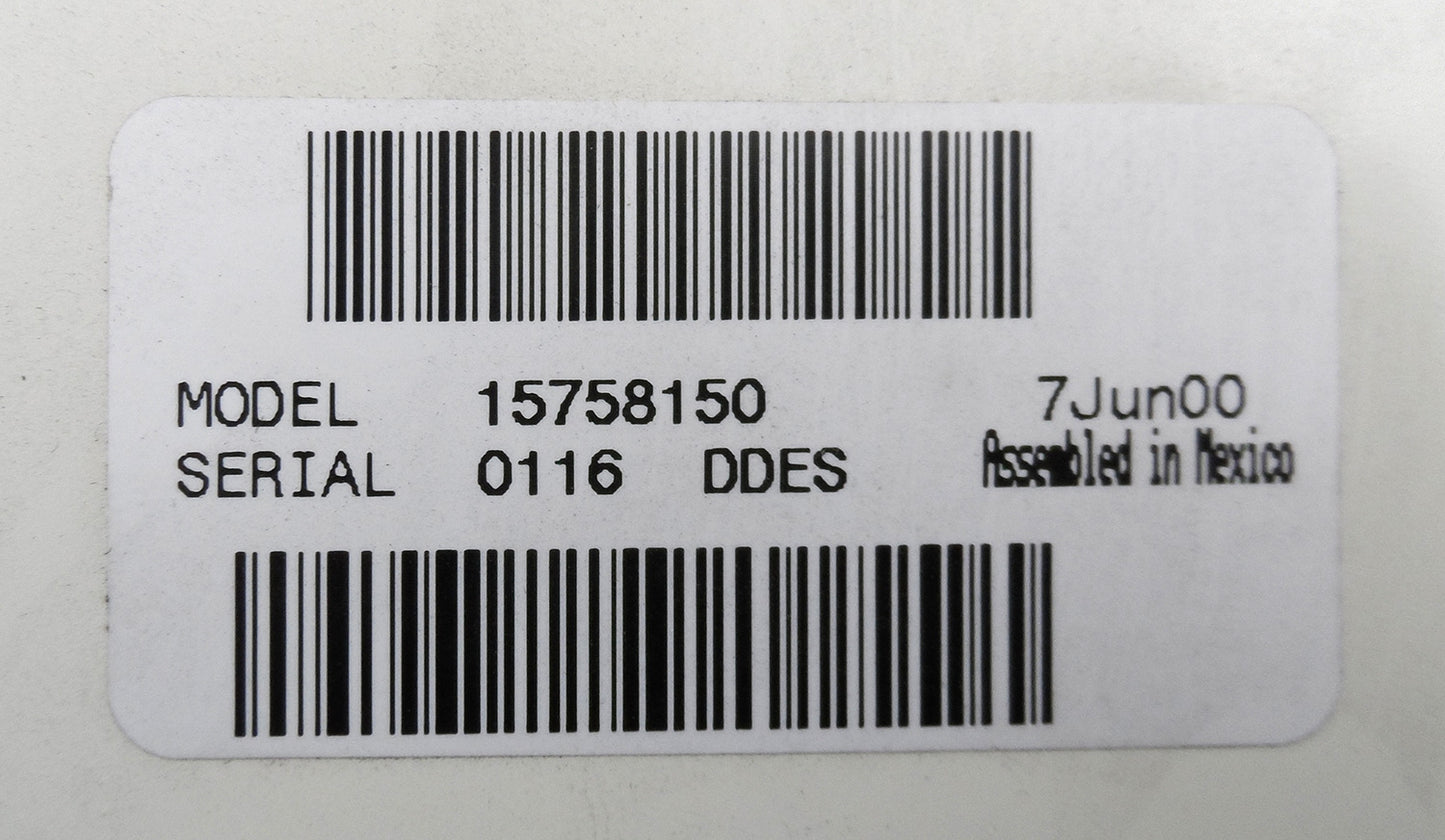 MODEL 15758150 7Jun00
SERIAL 0116 DDES Assembled in Mexico